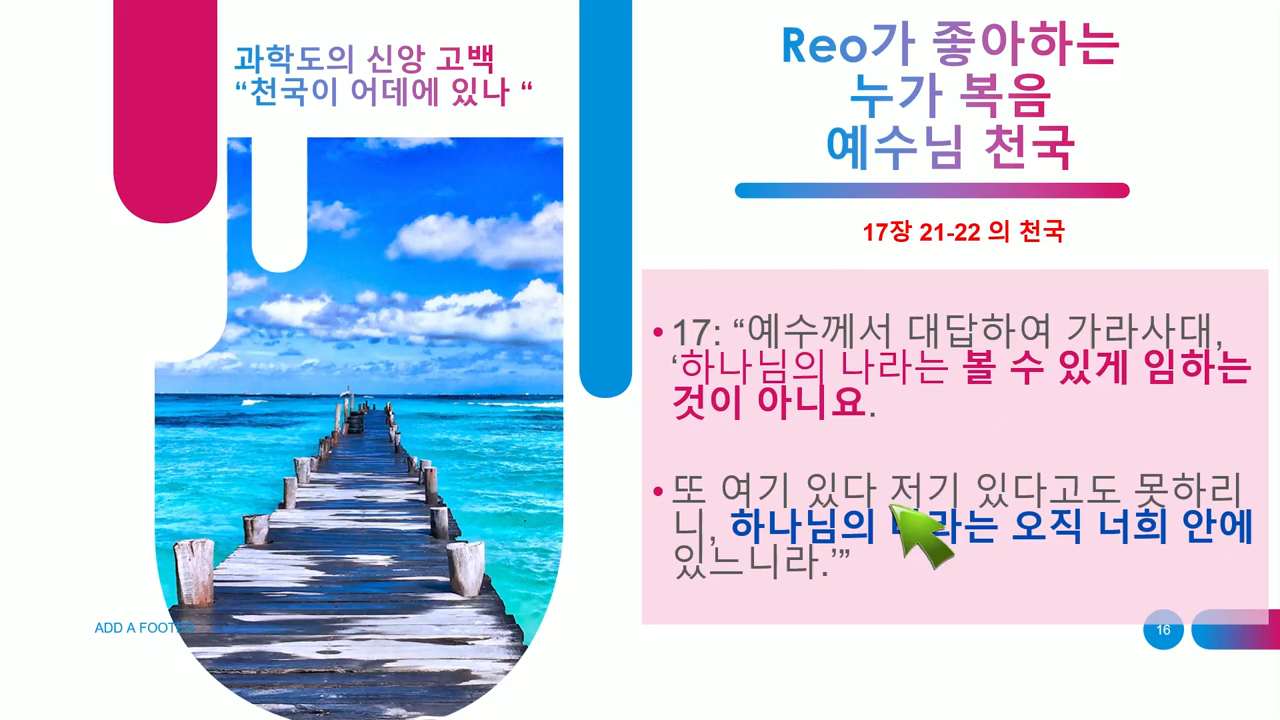 과학도의 신앙 고백
“천국이 어데에 있나 “
Reo가 좋아하는
누가 복음
예수님 천국
17장 21-22 의 천국
• 17: “예수께서 대답하여 가라사대,
‘하나님의 나라는 볼 수 있게 임하는
것이 아니요.
• 또 여기 있다 저기 있다고도 못하리
니, 하나님의 나라는 오직 너희 안에
있느니라.’”
ADD A FOOTER
16